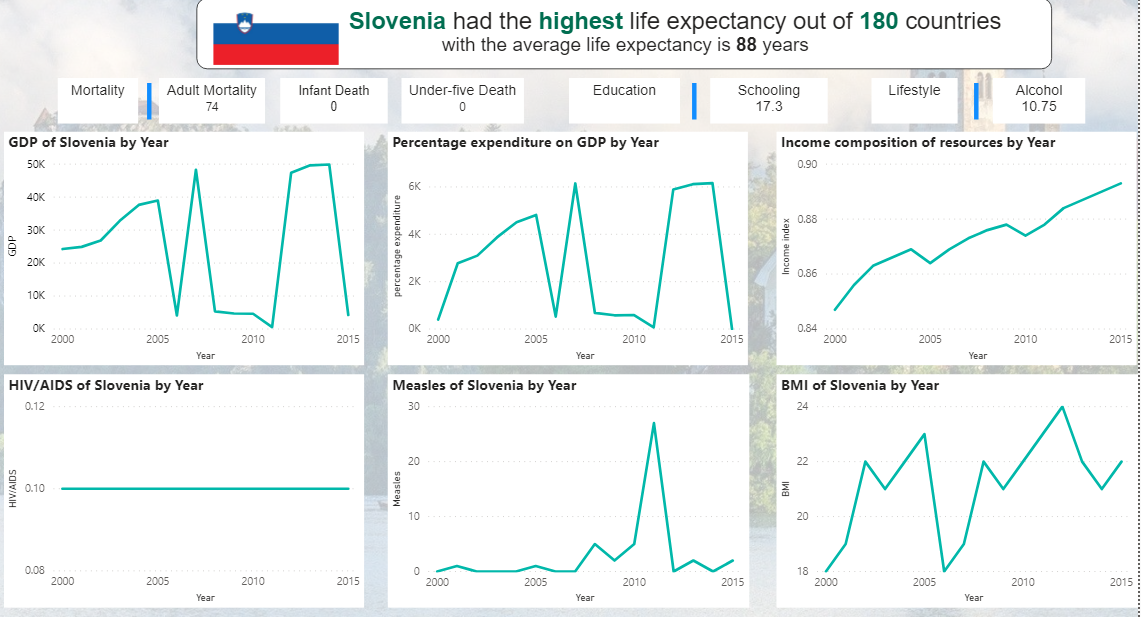 Slovenia had the highest life expectancy out of 180 countries
with the average life expectancy is 88 years
Mortality
Adult Mortality
74
Infant Death
0
Under-five Death
0
Education
Schooling
17.3
Lifestyle
Alcohol
10.75
GDP of Slovenia by Year
50K
40K
30K
20K
10K
0K
GDP
2000
2005
2010
2015
Year
Percentage expenditure on GDP by Year
6K
4K
2K
0K
percentage expenditure
2000
2005
2010
2015
Year
Income composition of resources by Year
0.90
0.88
0.86
0.84
Income index
2000
2005
2010
2015
Year
HIV/AIDS of Slovenia by Year
0.12
0.10
0.08
HIV/AIDS
2000
2005
2010
2015
Year
Measles of Slovenia by Year
30
20
10
0
Measles
2000
2005
2010
2015
Year
BMI of Slovenia by Year
24
22
20
18
BMI
2000
2005
2010
2015
Year